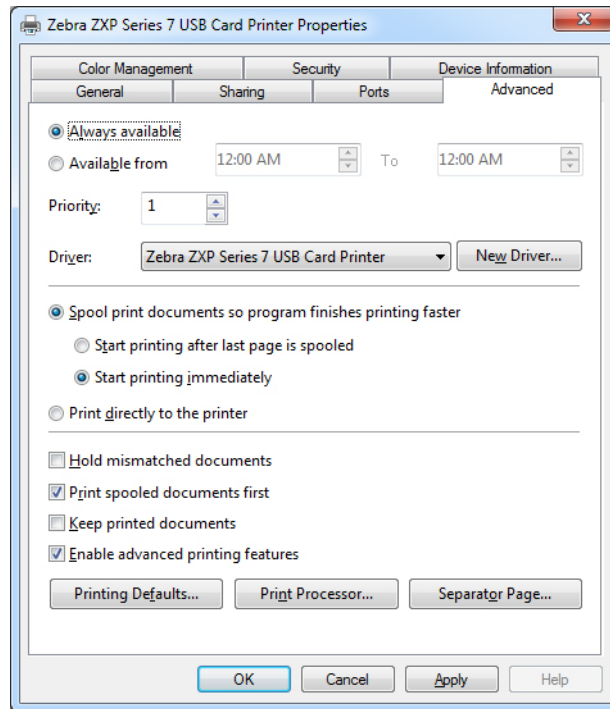 Zebra ZXP Series 7 USB Card Printer Properties
Color Management Security Device Information
General Sharing Ports Advanced
Always available
Available from 12:00 AM To 12:00 AM
Priority: 1
Driver: Zebra ZXP Series 7 USB Card Printer New Driver...
Spool print documents so program finishes printing faster
Start printing after last page is spooled
Start printing immediately
Print directly to the printer
Hold mismatched documents
Print spooled documents first
Keep printed documents
Enable advanced printing features
Printing Defaults... Print Processor... Separator Page...
OK Cancel Apply Help